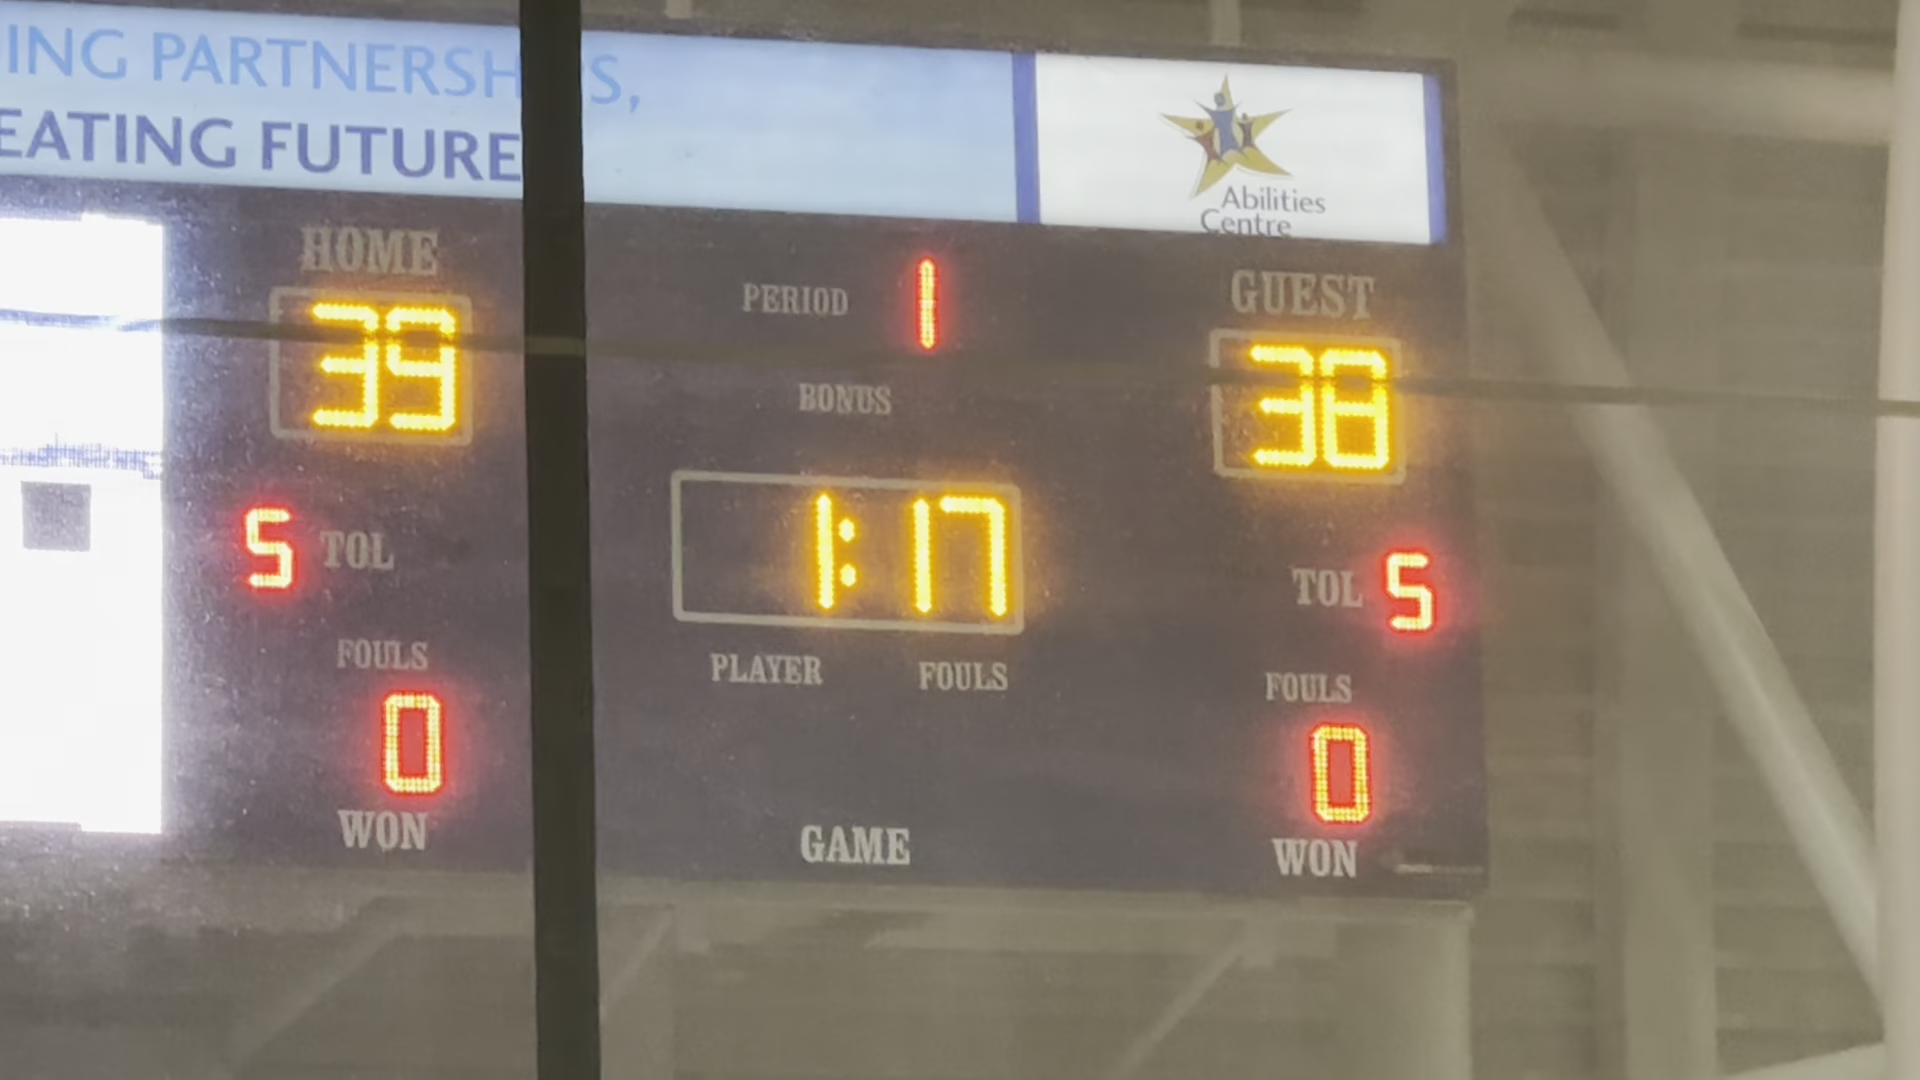 ING PARTNERSHIPS,
EATING FUTURE
Abilities
Centre
HOME
PERIOD 1
GUEST
39
38
BONUS
1:17
5 TOL
TOL 5
FOULS
PLAYER FOULS
FOULS
0
0
WON
GAME
WON